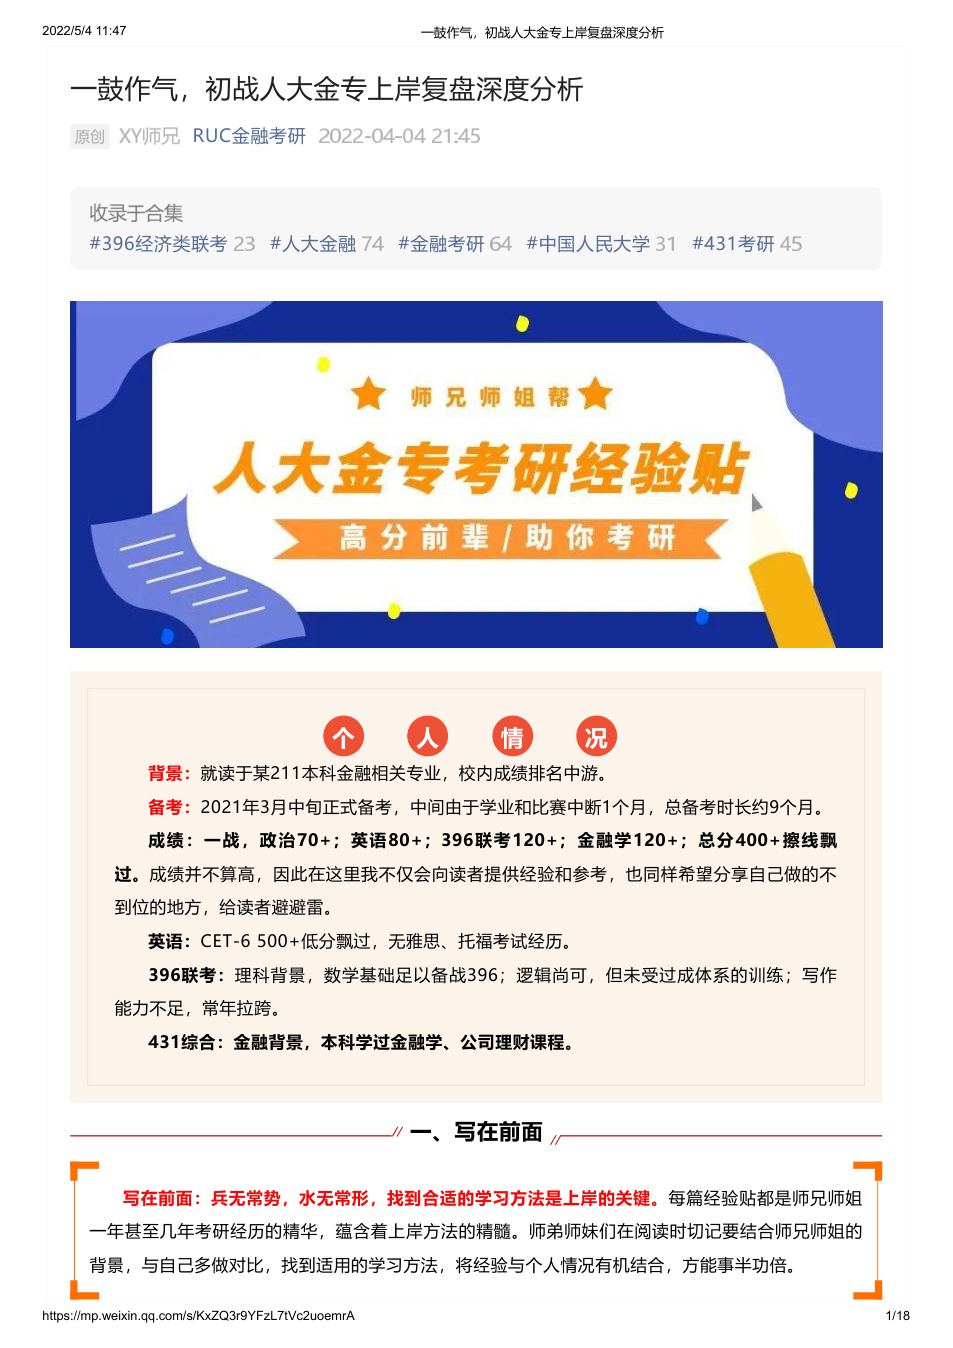 2022/5/4 11:47
一鼓作气，初战人大金专上岸复盘深度分析
一鼓作气，初战人大金专上岸复盘深度分析
原创 XY师兄 RUC金融考研 2022-04-04 21:45
收录于合集
#396经济类联考 23 #人大金融 74 #金融考研 64 #中国人民大学 31 #431考研 45
师兄师姐帮
人大金专考研经验贴
高分前辈/助你考研
个人情况
背景：就读于某211本科金融相关专业，校内成绩排名中游。
备考：2021年3月中旬正式备考，中间由于学业和比赛中断1个月，总备考时长约9个月。
成绩：一战，政治70+；英语80+；396联考120+；金融学120+；总分400+擦线飘
过。成绩并不算高，因此在这里我不仅会向读者提供经验和参考，也同样希望分享自己做的不
到位的地方，给读者避避雷。
英语：CET-6 500+低分飘过，无雅思、托福考试经历。
396联考：理科背景，数学基础足以备战396；逻辑尚可，但未受过成体系的训练；写作
能力不足，常年拉跨。
431综合：金融背景，本科学过金融学、公司理财课程。
一、写在前面
写在前面：兵无常势，水无常形，找到合适的学习方法是上岸的关键。每篇经验贴都是师兄师姐
一年甚至几年考研经历的精华，蕴含着上岸方法的精髓。师弟师妹们在阅读时切记要结合师兄师姐的
背景，与自己多做对比，找到适用的学习方法，将经验与个人情况有机结合，方能事半功倍。
https://mp.weixin.qq.com/s/KxZQ3r9YFzL7tVc2uoemrA
1/18